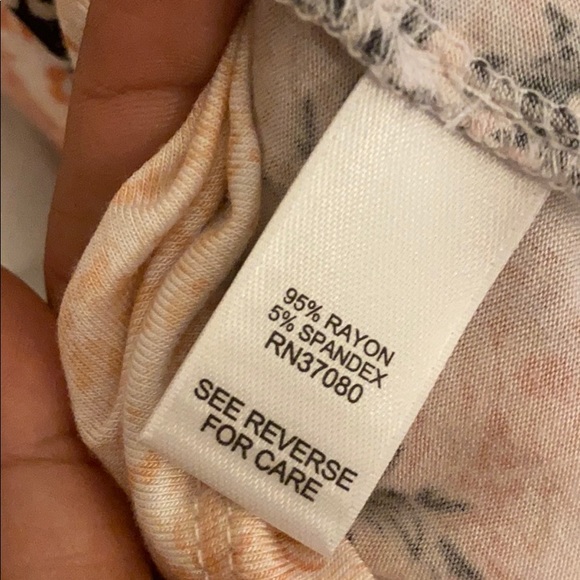 95% RAYON
5% SPANDEX
RN37080
SEE REVERSE
FOR CARE